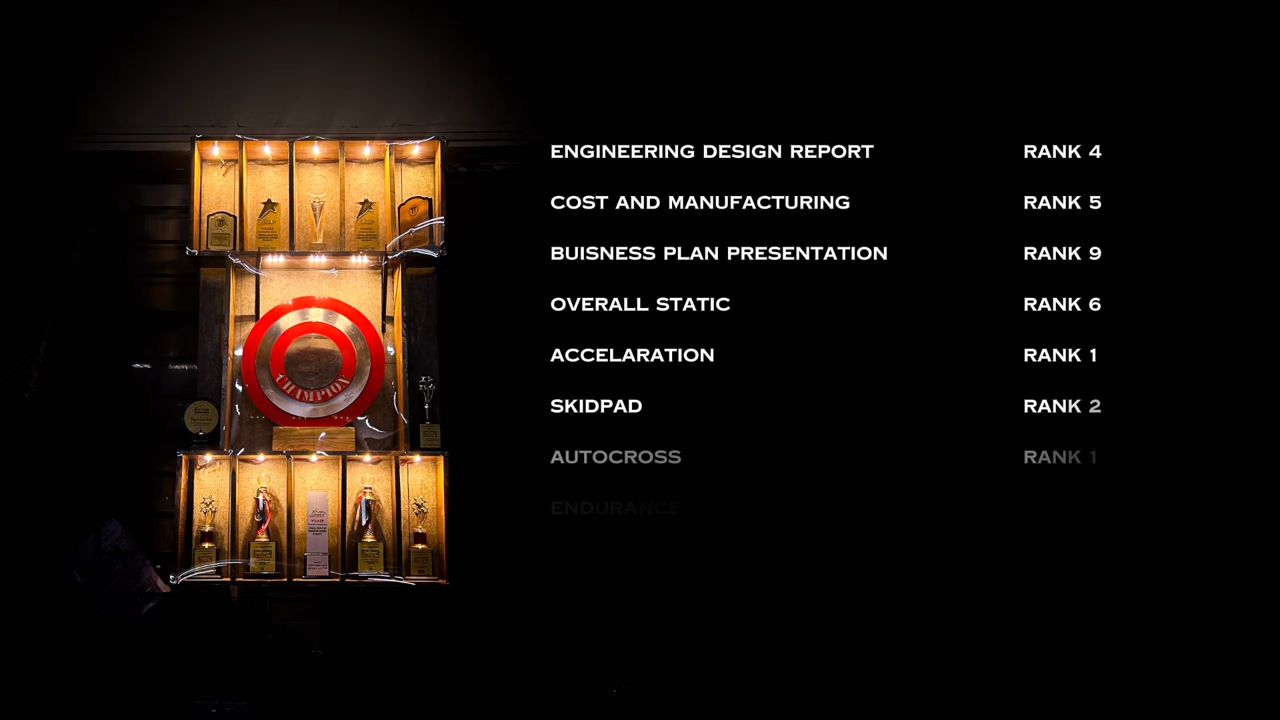 ENGINEERING DESIGN REPORT RANK 4
COST AND MANUFACTURING RANK 5
BUISNESS PLAN PRESENTATION RANK 9
OVERALL STATIC RANK 6
ACCELARATION RANK 1
SKIDPAD RANK 2
AUTOCROSS RANK 1
ENDURANCE
CHAMPION